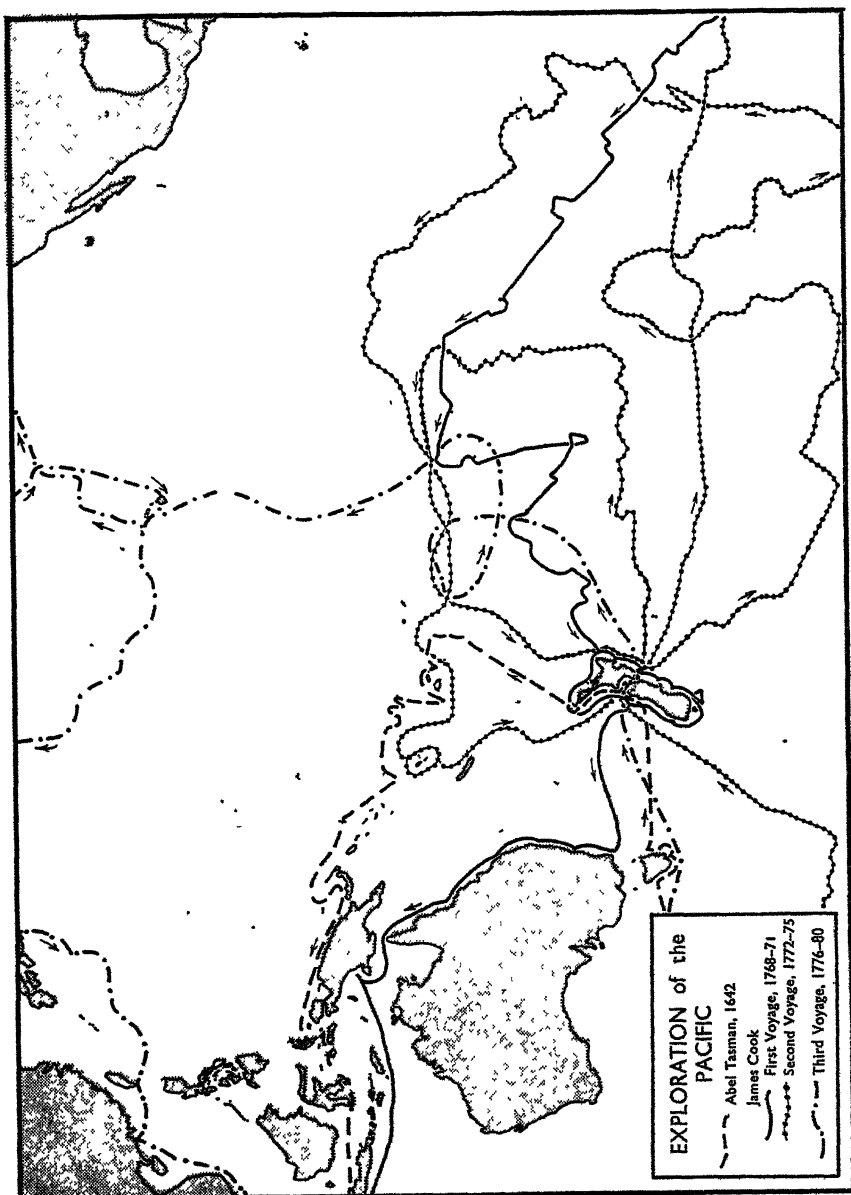 EXPLORATION of the
PACIFIC
Abel Tasman, 1642
James Cook
First Voyage, 1768-71
Second Voyage, 1772-75
Third Voyage, 1776-80